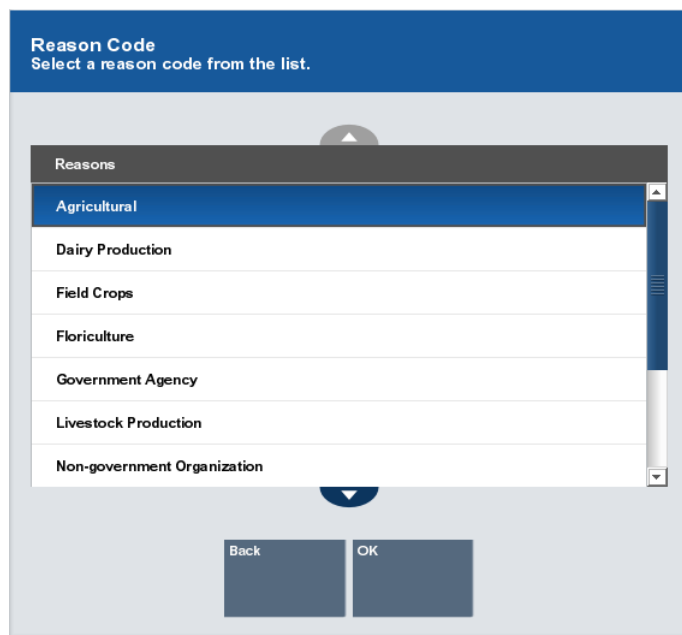 Reason Code
Select a reason code from the list.
Reasons
Agricultural
Dairy Production
Field Crops
Floriculture
Government Agency
Livestock Production
Non-government Organization
Back
OK